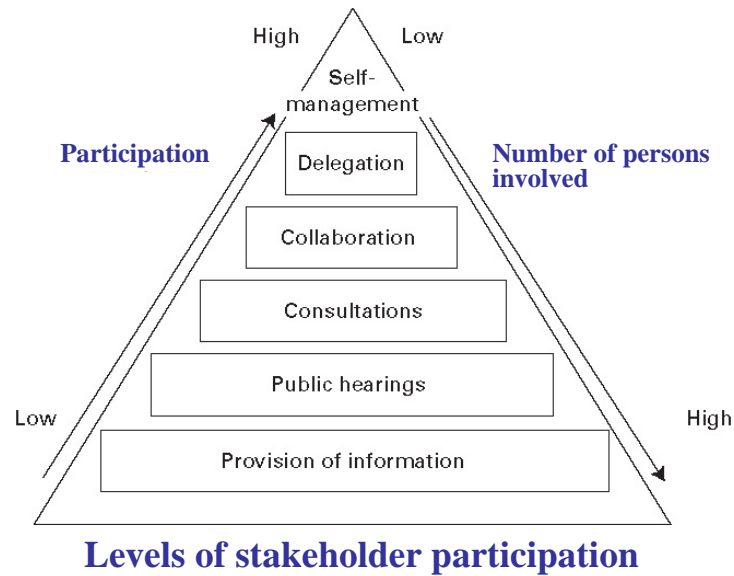 High
Low
Self-
management
Participation
Number of persons
involved
Delegation
Collaboration
Consultations
Public hearings
Low
High
Provision of information
Levels of stakeholder participation